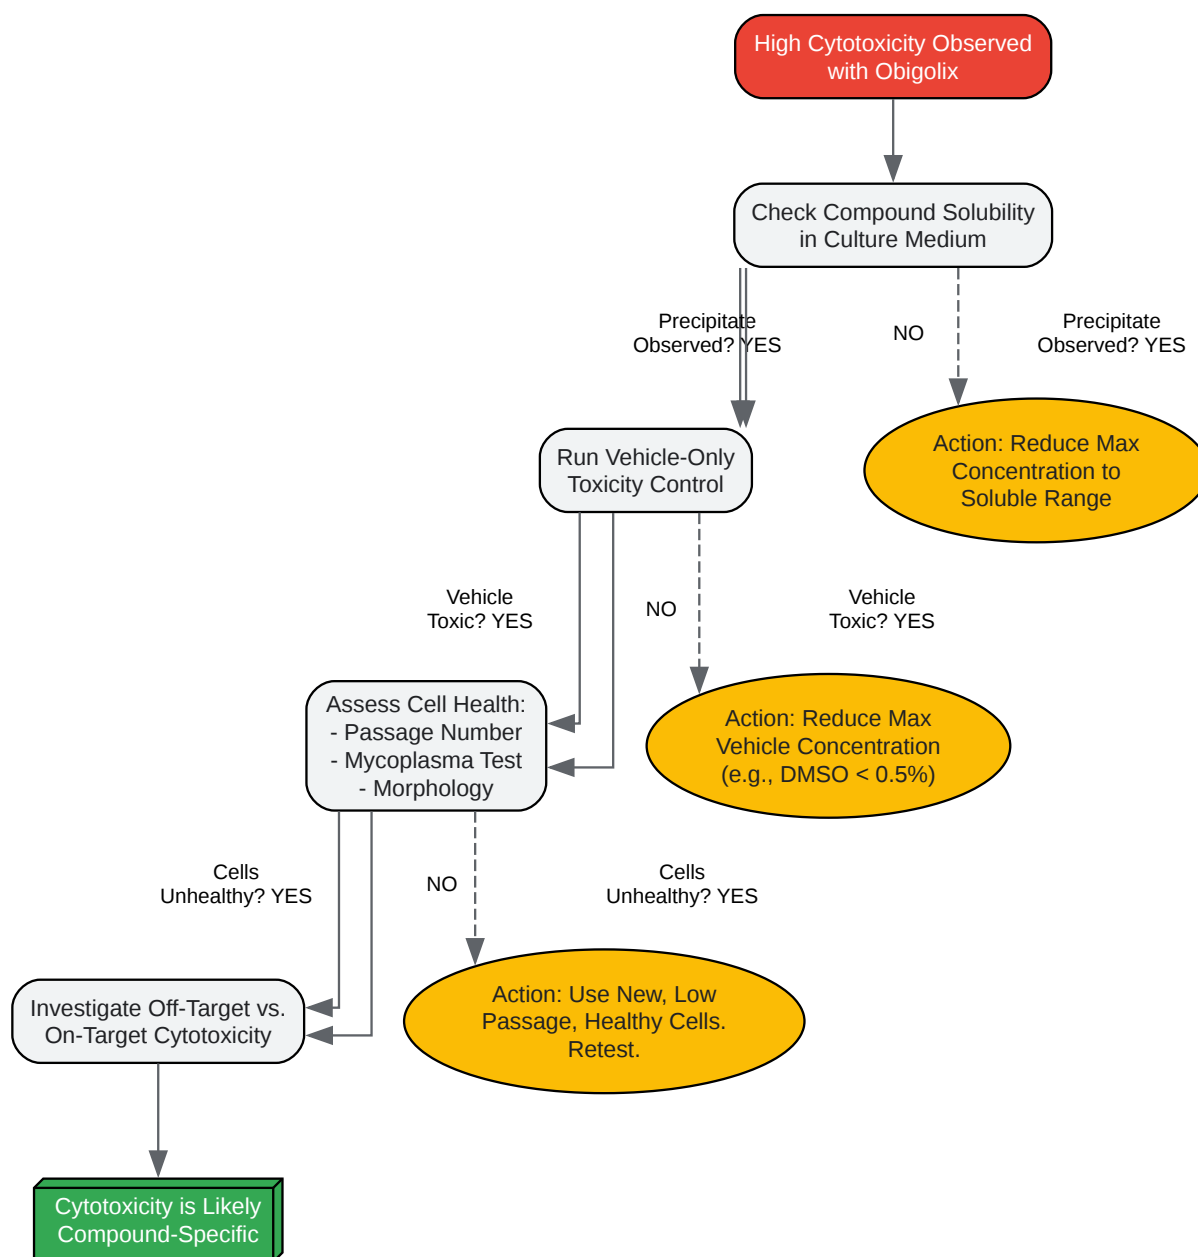 High Cytotoxicity Observed
with Obigolix
Check Compound Solubility
in Culture Medium
Precipitate
Observed? YES
NO
Precipitate
Observed? YES
Run Vehicle-Only
Toxicity Control
Action: Reduce Max
Concentration to
Soluble Range
Vehicle
Toxic? YES
NO
Vehicle
Toxic? YES
Assess Cell Health:
- Passage Number
- Mycoplasma Test
- Morphology
Action: Reduce Max
Vehicle Concentration
(e.g., DMSO < 0.5%)
Cells
Unhealthy? YES
NO
Cells
Unhealthy? YES
Investigate Off-Target vs.
On-Target Cytotoxicity
Action: Use New, Low
Passage, Healthy Cells.
Retest.
Cytotoxicity is Likely
Compound-Specific